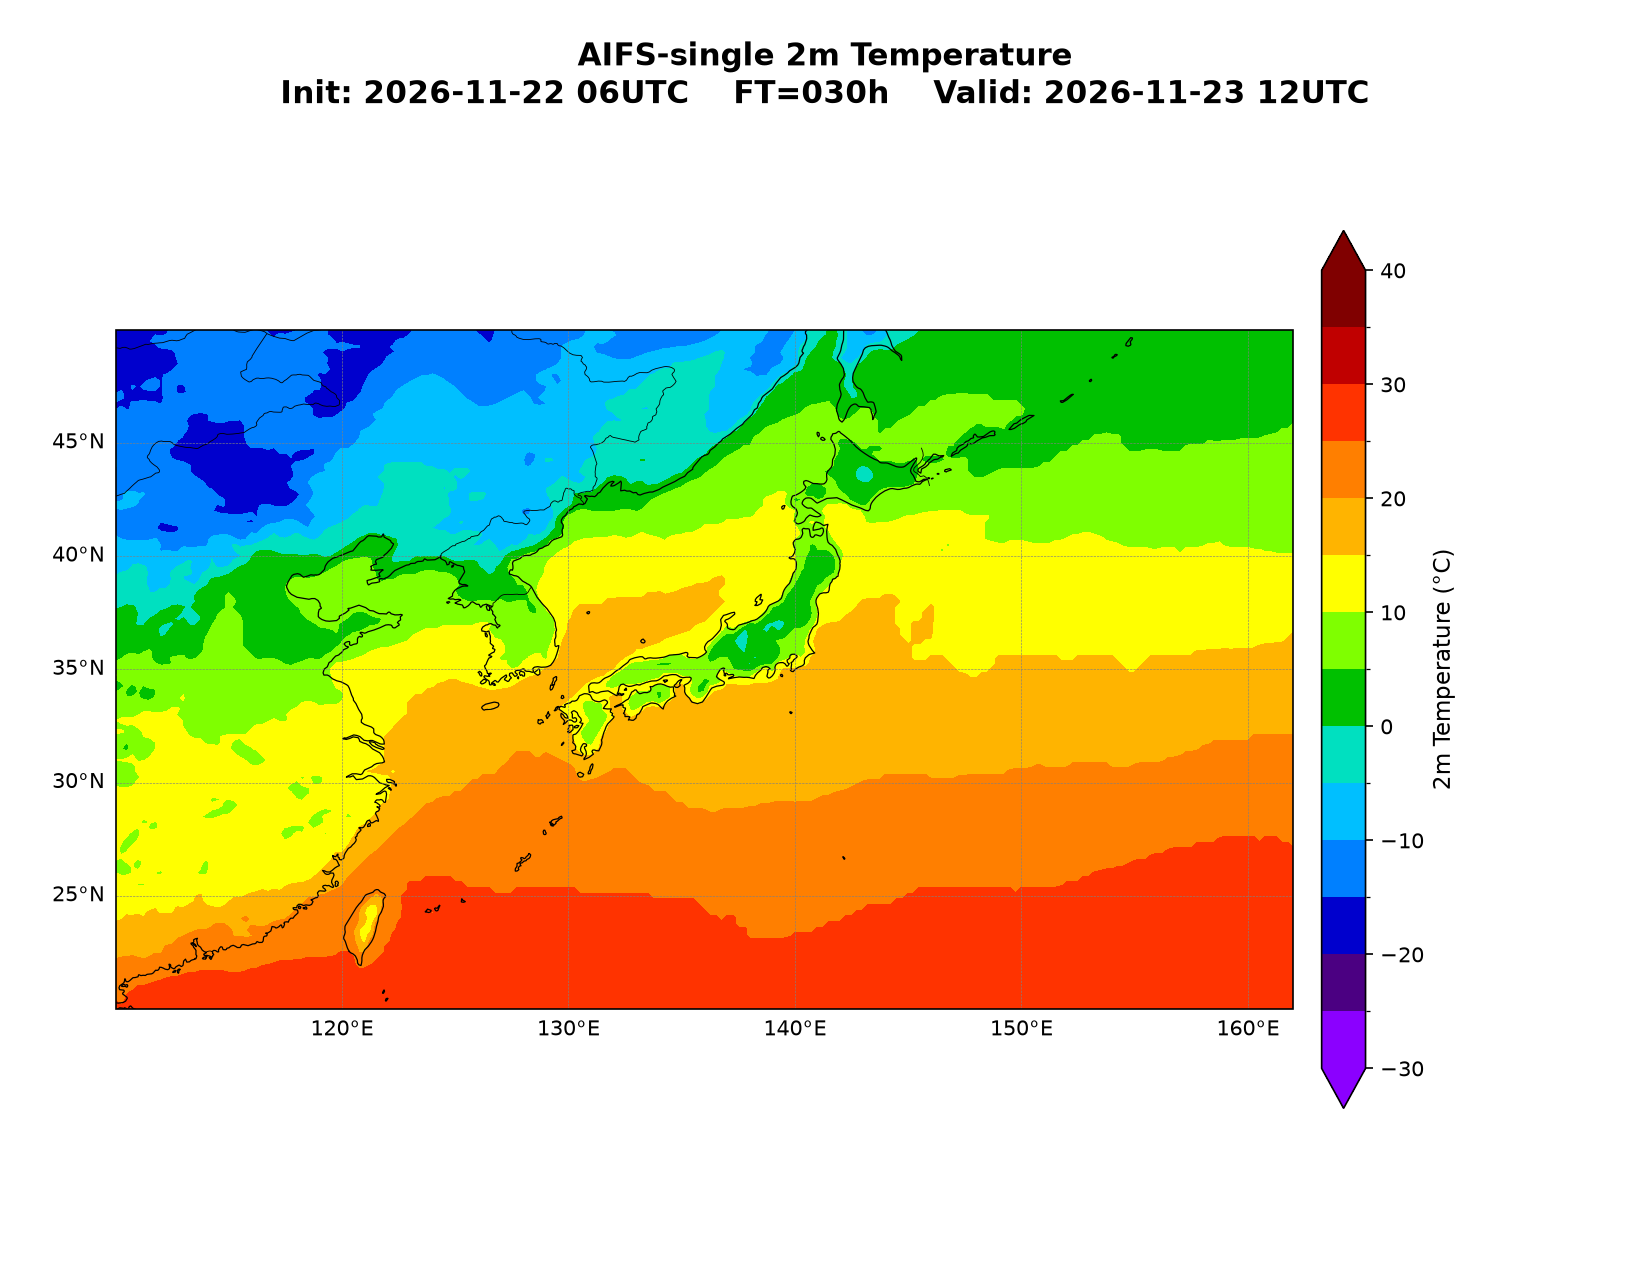 AIFS-single 2m Temperature
Init: 2026-11-22 06UTC    FT=030h    Valid: 2026-11-23 12UTC
45°N
40°N
35°N
30°N
25°N
120°E
130°E
140°E
150°E
160°E
40
30
20
10
0
−10
−20
−30
2m Temperature (°C)